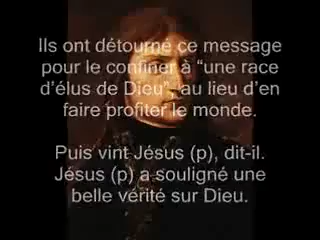 Ils ont détourné ce message
pour le confiner à “une race
d’élus de Dieu”, au lieu d’en
faire profiter le monde.
Puis vint Jésus (p), dit-il.
Jésus (p) a souligné une
belle vérité sur Dieu.